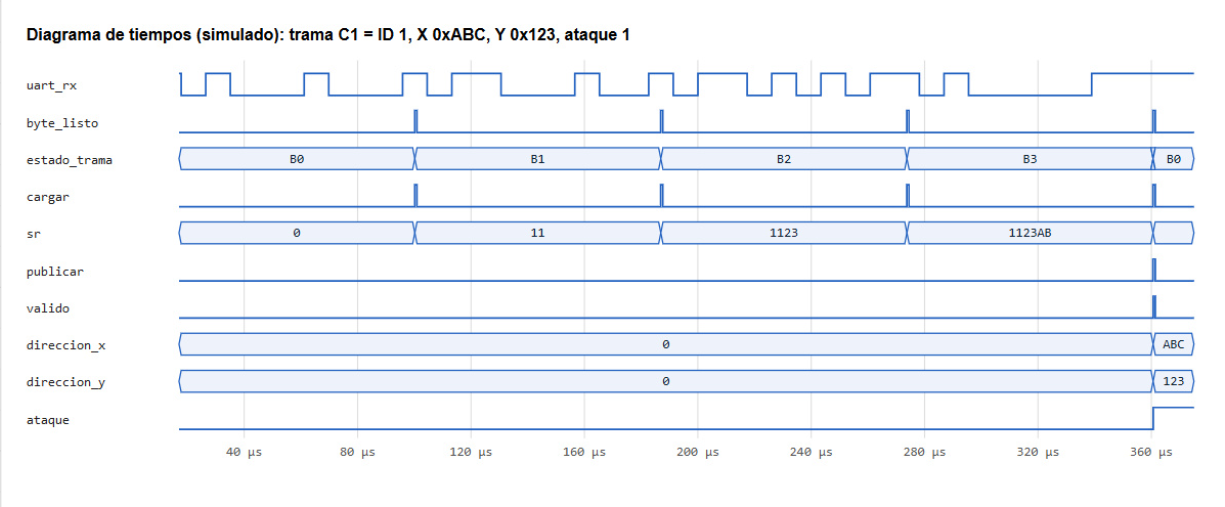 Diagrama de tiempos (simulado): trama C1 = ID 1, X 0xABC, Y 0x123, ataque 1
uart_rx
byte_listo
estado_trama B0 B1 B2 B3 B0
cargar
sr 0 11 1123 1123AB
publicar
valido
direccion_x 0 ABC
direccion_y 0 123
ataque
40 µs 80 µs 120 µs 160 µs 200 µs 240 µs 280 µs 320 µs 360 µs